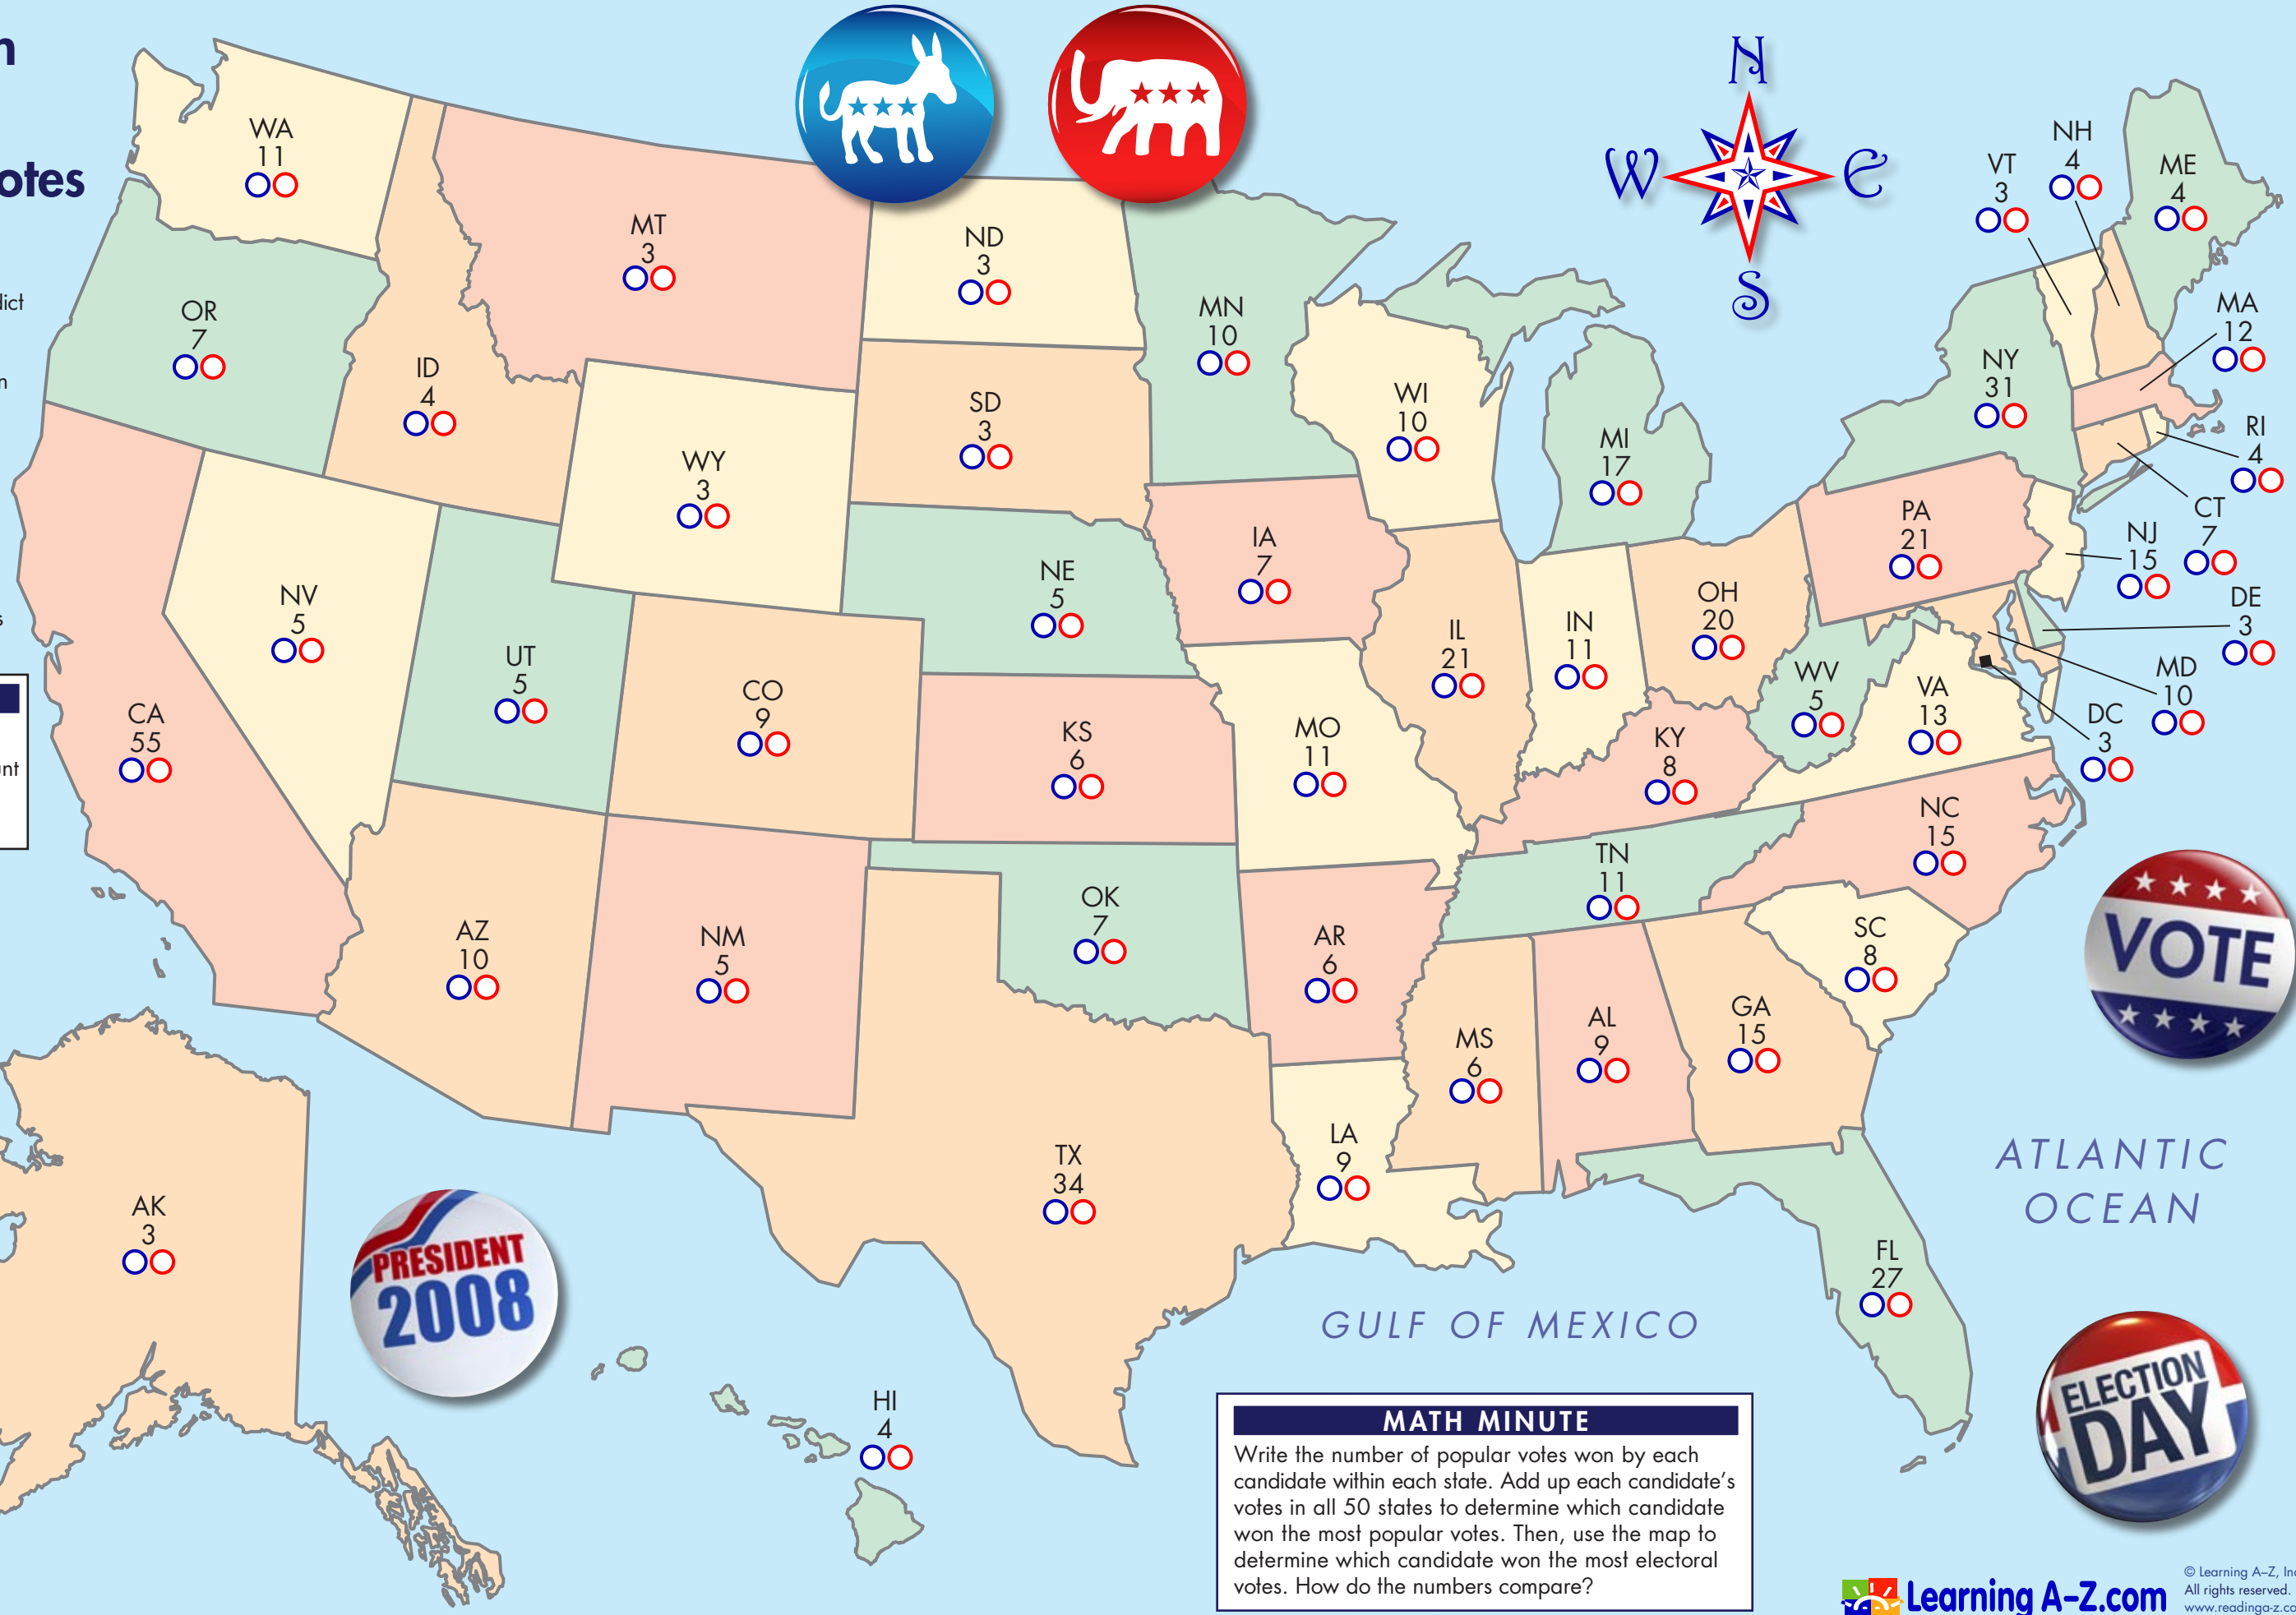 n
otes
dict
n
s
unt
N
W
E
S
WA
11
OR
7
CA
55
ID
4
NV
5
MT
3
WY
3
UT
5
AZ
10
CO
9
NM
5
ND
3
SD
3
NE
5
KS
6
OK
7
TX
34
MN
10
IA
7
MO
11
AR
6
LA
9
WI
10
IL
21
MI
17
IN
11
OH
20
KY
8
TN
11
MS
6
AL
9
GA
15
FL
27
SC
8
NC
15
VA
13
WV
5
PA
21
NY
31
VT
3
NH
4
ME
4
MA
12
RI
4
CT
7
NJ
15
DE
3
MD
10
DC
3
AK
3
HI
4
PRESIDENT
2008
VOTE
ATLANTIC
OCEAN
GULF OF MEXICO
ELECTION
DAY
MATH MINUTE
Write the number of popular votes won by each
candidate within each state. Add up each candidate's
votes in all 50 states to determine which candidate
won the most popular votes. Then, use the map to
determine which candidate won the most electoral
votes. How do the numbers compare?
Learning A–Z.com
© Learning A–Z, Inc
All rights reserved.
www.readinga-z.co